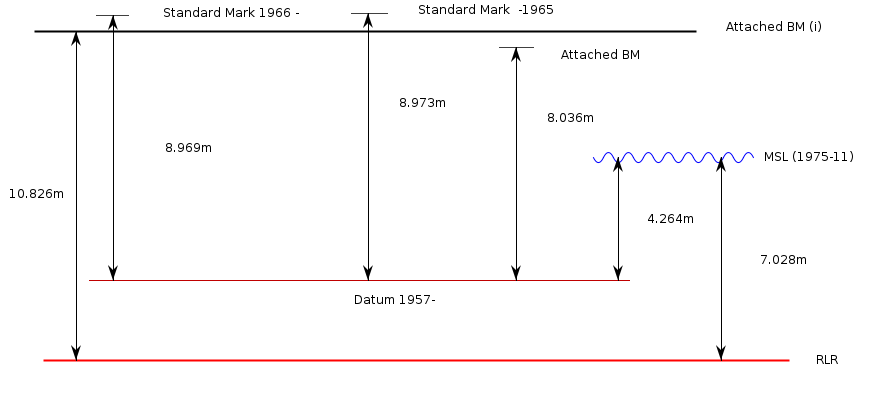 Standard Mark 1966 -
Standard Mark  -1965
Attached BM (i)
Attached BM
8.973m
8.036m
8.969m
MSL (1975-11)
10.826m
4.264m
7.028m
Datum 1957-
RLR